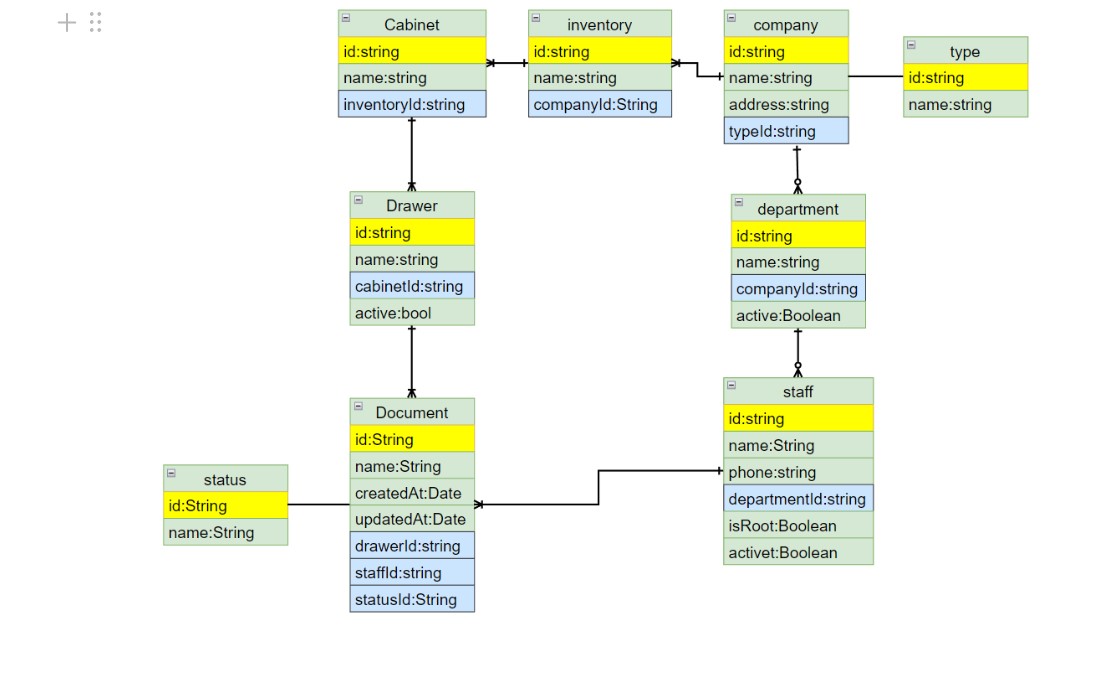 Cabinet
id:string
name:string
inventoryId:string
inventory
id:string
name:string
companyId:String
company
id:string
name:string
address:string
typeId:string
type
id:string
name:string
Drawer
id:string
name:string
cabinetId:string
active:bool
department
id:string
name:string
companyId:string
active:Boolean
Document
id:String
name:String
createdAt:Date
updatedAt:Date
drawerId:string
staffId:string
statusId:String
staff
id:string
name:String
phone:string
departmentId:string
isRoot:Boolean
activet:Boolean
status
id:String
name:String